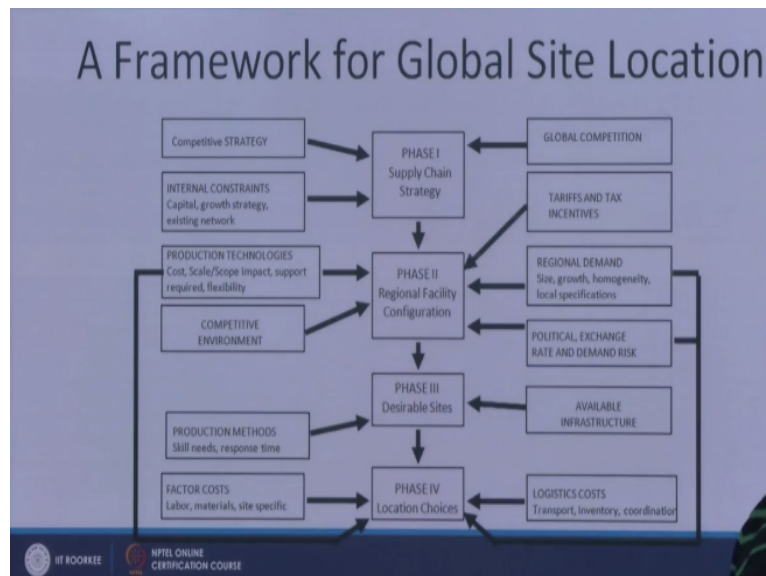 A Framework for Global Site Location
Competitive STRATEGY
PHASE I
Supply Chain
Strategy
GLOBAL COMPETITION
INTERNAL CONSTRAINTS
Capital, growth strategy,
existing network
TARIFFS AND TAX
INCENTIVES
PRODUCTION TECHNOLOGIES
Cost, Scale/Scope Impact, support
required, flexibility
PHASE II
Regional Facility
Configuration
REGIONAL DEMAND
Size, growth, homogeneity,
local specifications
COMPETITIVE
ENVIRONMENT
POLITICAL, EXCHANGE
RATE AND DEMAND RISK
PHASE III
Desirable Sites
PRODUCTION METHODS
Skill needs, response time
AVAILABLE
INFRASTRUCTURE
FACTOR COSTS
Labor, materials, site specific
PHASE IV
Location Choices
LOGISTICS COSTS
Transport, inventory, coordination
IIT ROORKEE
NPTEL ONLINE
CERTIFICATION COURSE